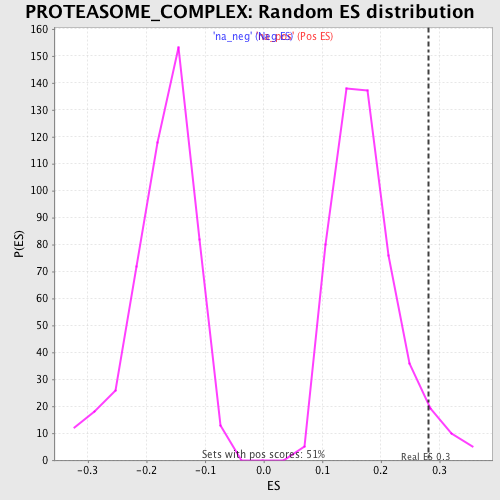 PROTEASOME_COMPLEX: Random ES distribution
'na_neg' (Neg ES)
(Pos ES)
160
150
140
130
120
110
100
90
80
70
60
50
40
30
20
10
0
P(ES)
Sets with pos scores: 51%
Real ES 0.3
-0.3 -0.2 -0.1 0.0 0.1 0.2 0.3
ES